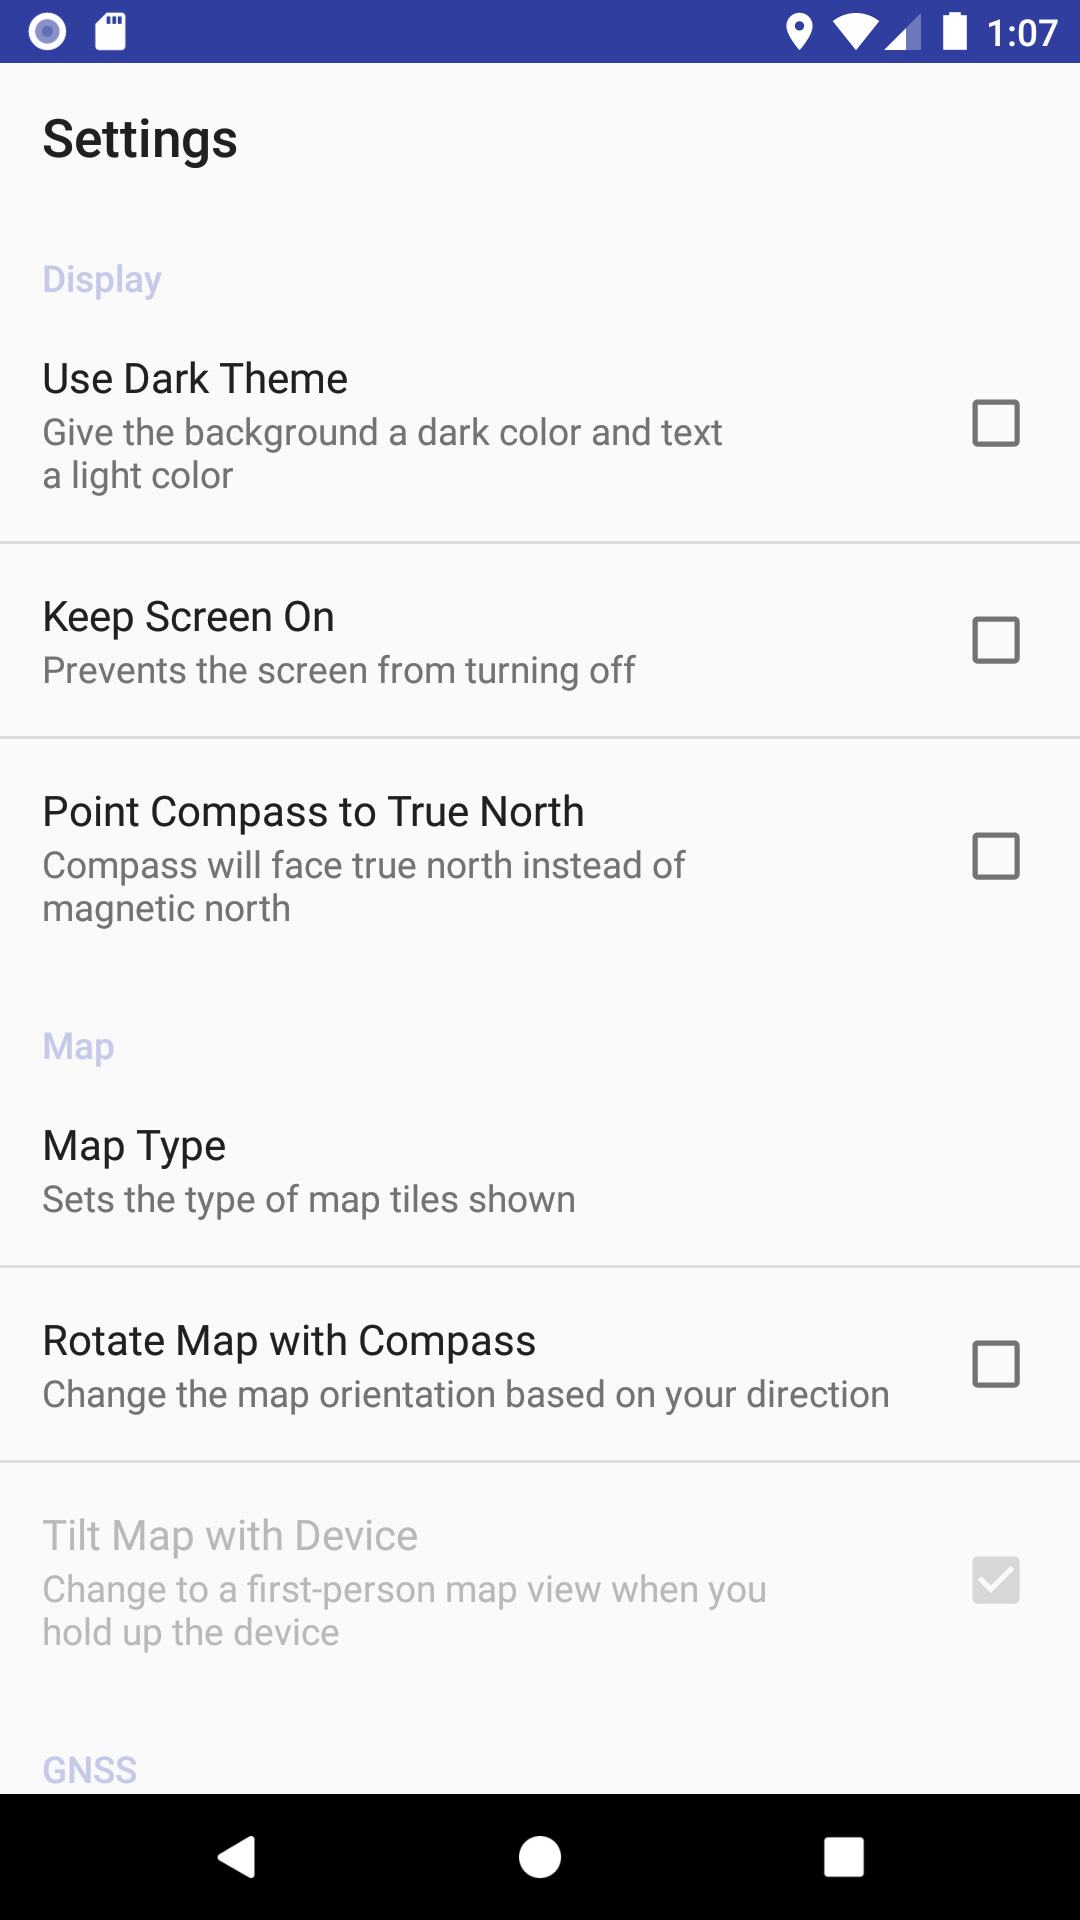 1:07
Settings
Display
Use Dark Theme
Give the background a dark color and text
a light color
Keep Screen On
Prevents the screen from turning off
Point Compass to True North
Compass will face true north instead of
magnetic north
Map
Map Type
Sets the type of map tiles shown
Rotate Map with Compass
Change the map orientation based on your direction
Tilt Map with Device
Change to a first-person map view when you
hold up the device
GNSS